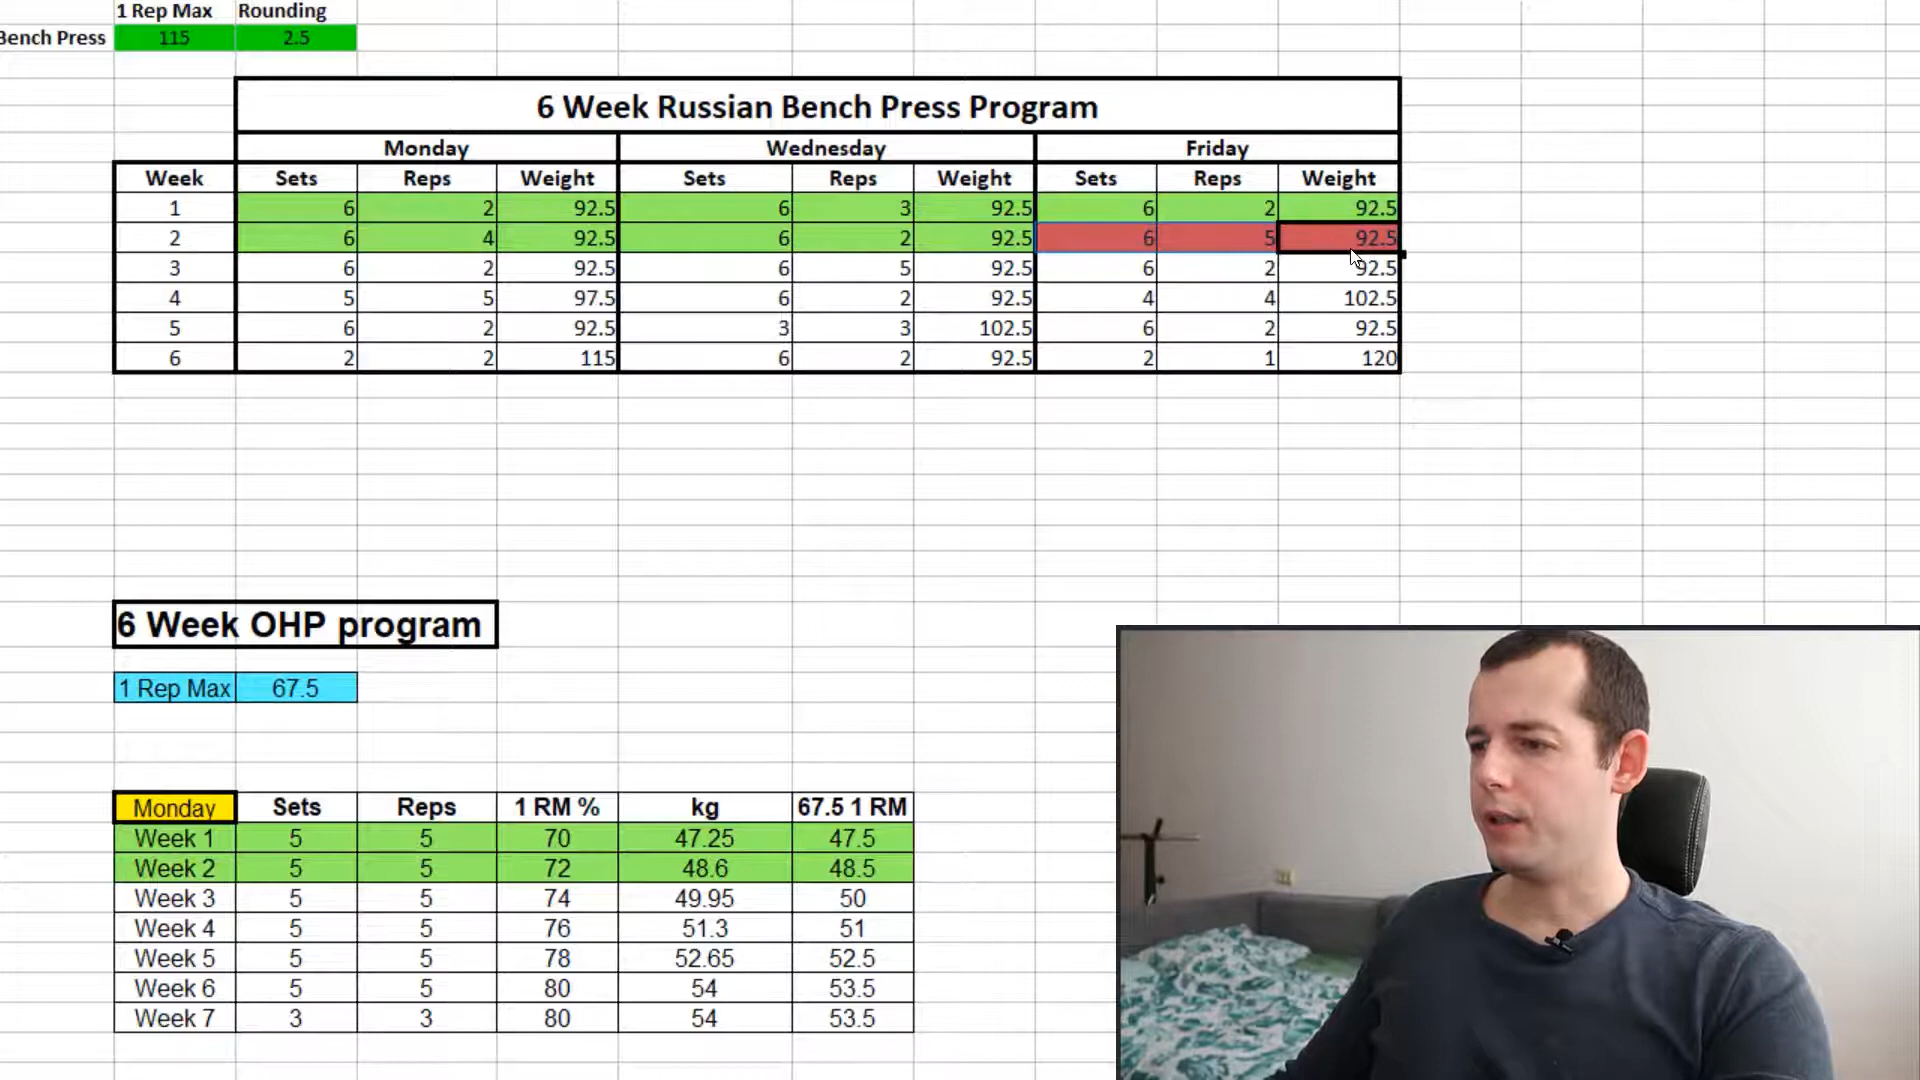 1 Rep Max Rounding
Bench Press 115 2.5
6 Week Russian Bench Press Program
Monday Wednesday Friday
Week Sets Reps Weight Sets Reps Weight Sets Reps Weight
1 6 2 92.5 6 3 92.5 6 2 92.5
2 6 4 92.5 6 2 92.5 6 5 92.5
3 6 2 92.5 6 5 92.5 6 2 92.5
4 5 5 97.5 6 2 92.5 4 4 102.5
5 6 2 92.5 3 3 102.5 6 2 92.5
6 2 2 115 6 2 92.5 2 1 120
6 Week OHP program
1 Rep Max 67.5
Monday Sets Reps 1 RM % kg 67.5 1 RM
Week 1 5 5 70 47.25 47.5
Week 2 5 5 72 48.6 48.5
Week 3 5 5 74 49.95 50
Week 4 5 5 76 51.3 51
Week 5 5 5 78 52.65 52.5
Week 6 5 5 80 54 53.5
Week 7 3 3 80 54 53.5